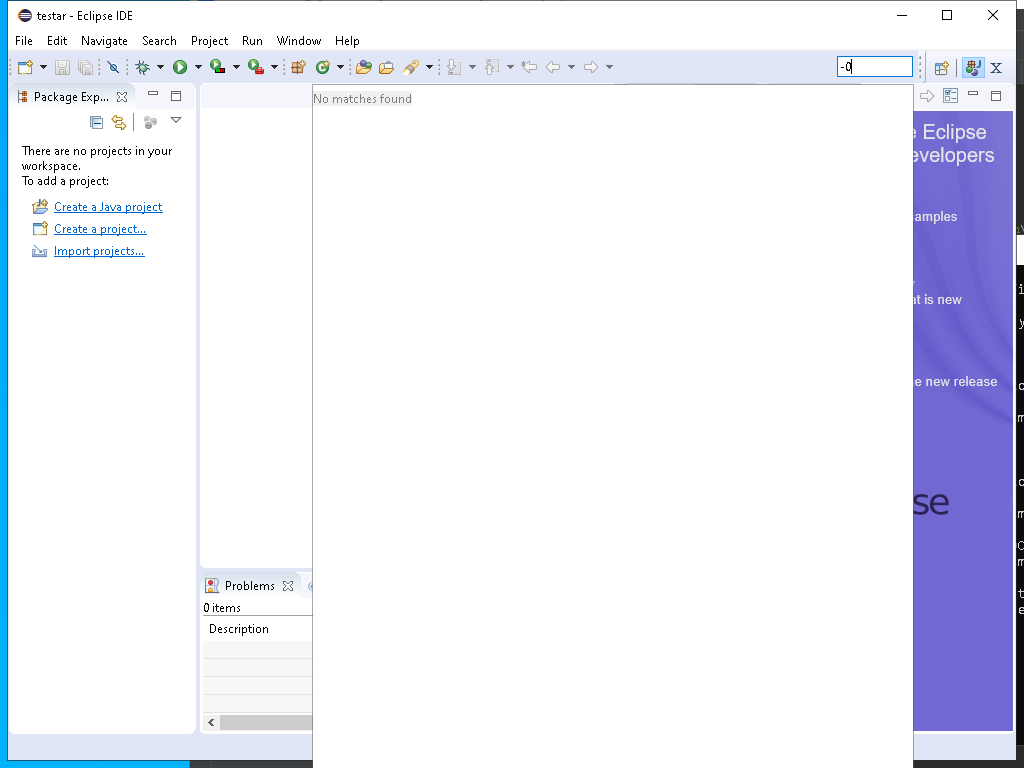 testar - Eclipse IDE
File Edit Navigate Search Project Run Window Help
-0
Package Exp...
No matches found
There are no projects in your
workspace.
To add a project:
Create a Java project
Create a project...
Import projects...
e Eclipse
evelopers
amples
at is new
e new release
se
Problems
0 items
Description